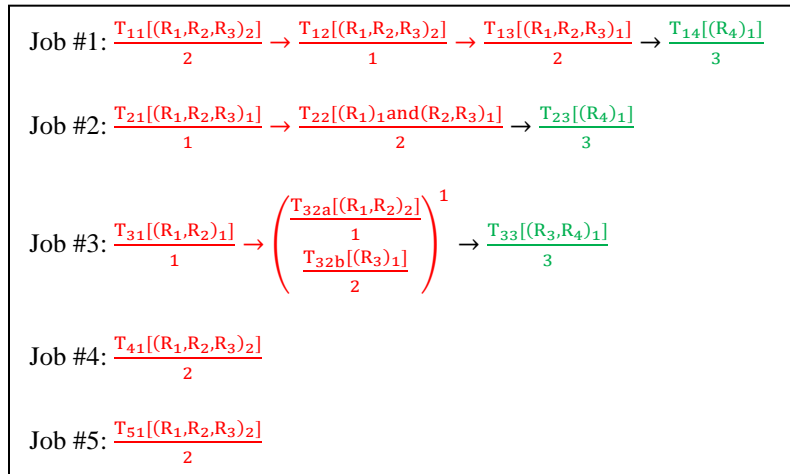 Job #1: T₁₁[(R₁,R₂,R₃)₂]/2 → T₁₂[(R₁,R₂,R₃)₂]/1 → T₁₃[(R₁,R₂,R₃)₁]/2 → T₁₄[(R₄)₁]/3
Job #2: T₂₁[(R₁,R₂,R₃)₁]/1 → T₂₂[(R₁)₁and(R₂,R₃)₁]/2 → T₂₃[(R₄)₁]/3
Job #3: T₃₁[(R₁,R₂)₁]/1 → (T₃₂ₐ[(R₁,R₂)₂]/1 T₃₂b[(R₃)₁]/2)¹ → T₃₃[(R₃,R₄)₁]/3
Job #4: T₄₁[(R₁,R₂,R₃)₂]/2
Job #5: T₅₁[(R₁,R₂,R₃)₂]/2